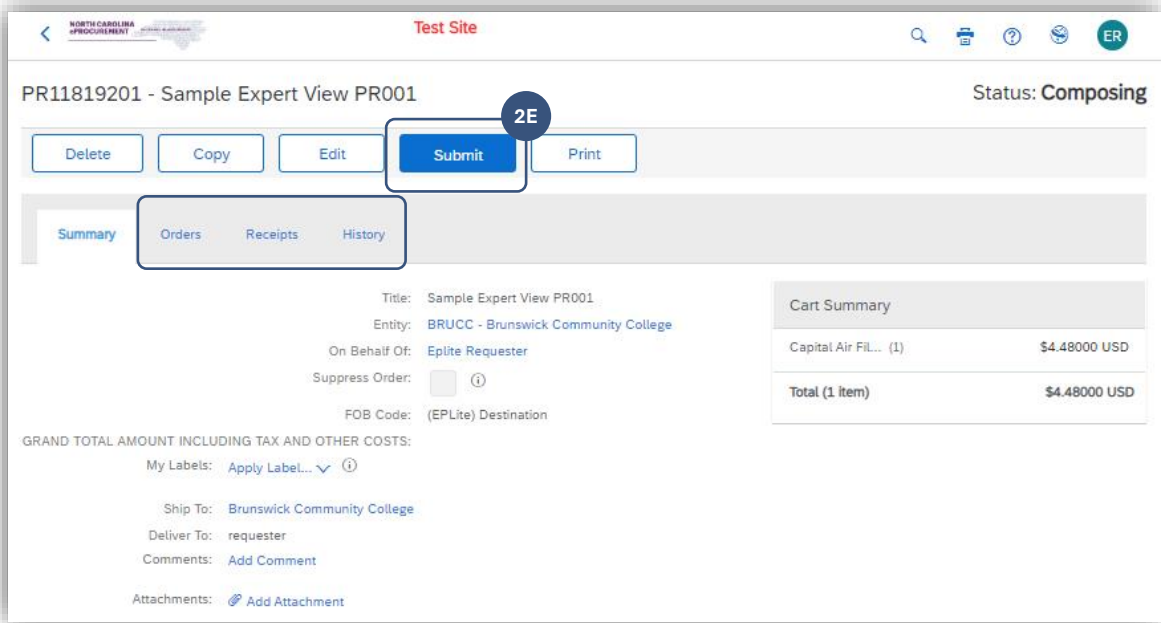 NORTH CAROLINA
ePROCUREMENT
Test Site
ER
PR11819201 - Sample Expert View PR001
Status: Composing
2E
Delete Copy Edit Submit Print
Summary Orders Receipts History
Title: Sample Expert View PR001
Entity: BRUCC - Brunswick Community College
On Behalf Of: Eplite Requester
Suppress Order:
FOB Code: (EPLite) Destination
GRAND TOTAL AMOUNT INCLUDING TAX AND OTHER COSTS:
My Labels: Apply Label...
Ship To: Brunswick Community College
Deliver To: requester
Comments: Add Comment
Attachments: Add Attachment
Cart Summary
Capital Air Fil... (1) $4.48000 USD
Total (1 item) $4.48000 USD